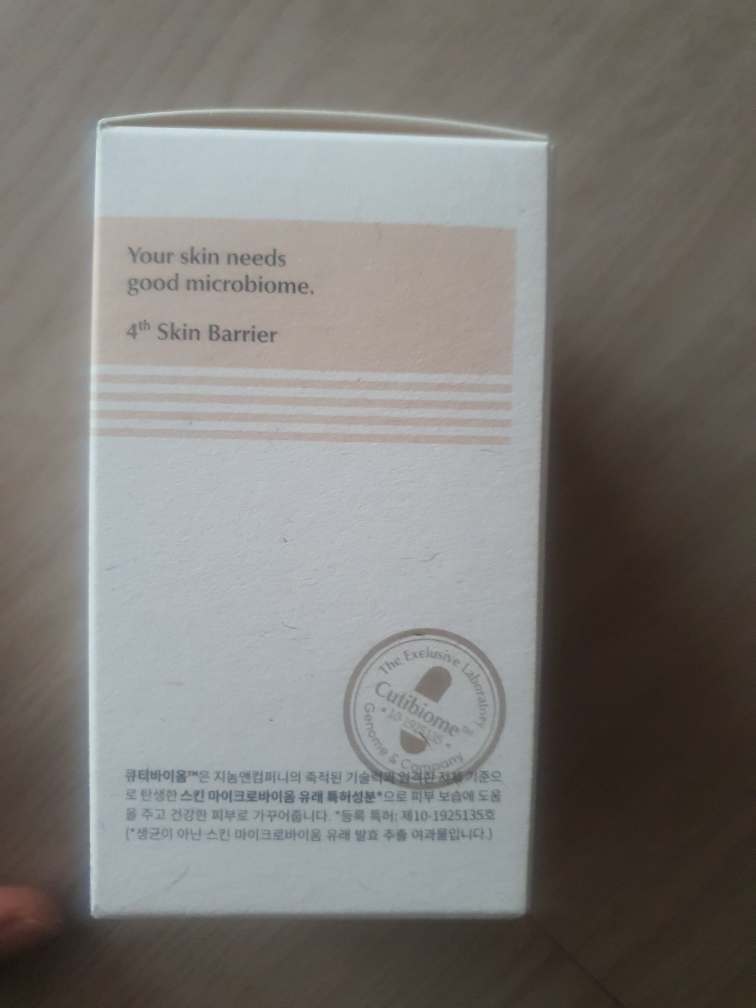 Your skin needs
good microbiome.
4th Skin Barrier
The Exclusive Laboratory
Cutibiome™
10-1925135
Genome & Company
큐티바이옴™은 지놈앤컴퍼니의 축적된 기술력과 엄격한 자체 기준으
로 탄생한 스킨 마이크로바이옴 유래 특허성분*으로 피부 보습에 도움
을 주고 건강한 피부로 가꾸어줍니다. *등록 특허: 제10-1925135호
(*생균이 아닌 스킨 마이크로바이옴 유래 발효 추출 여과물입니다.)